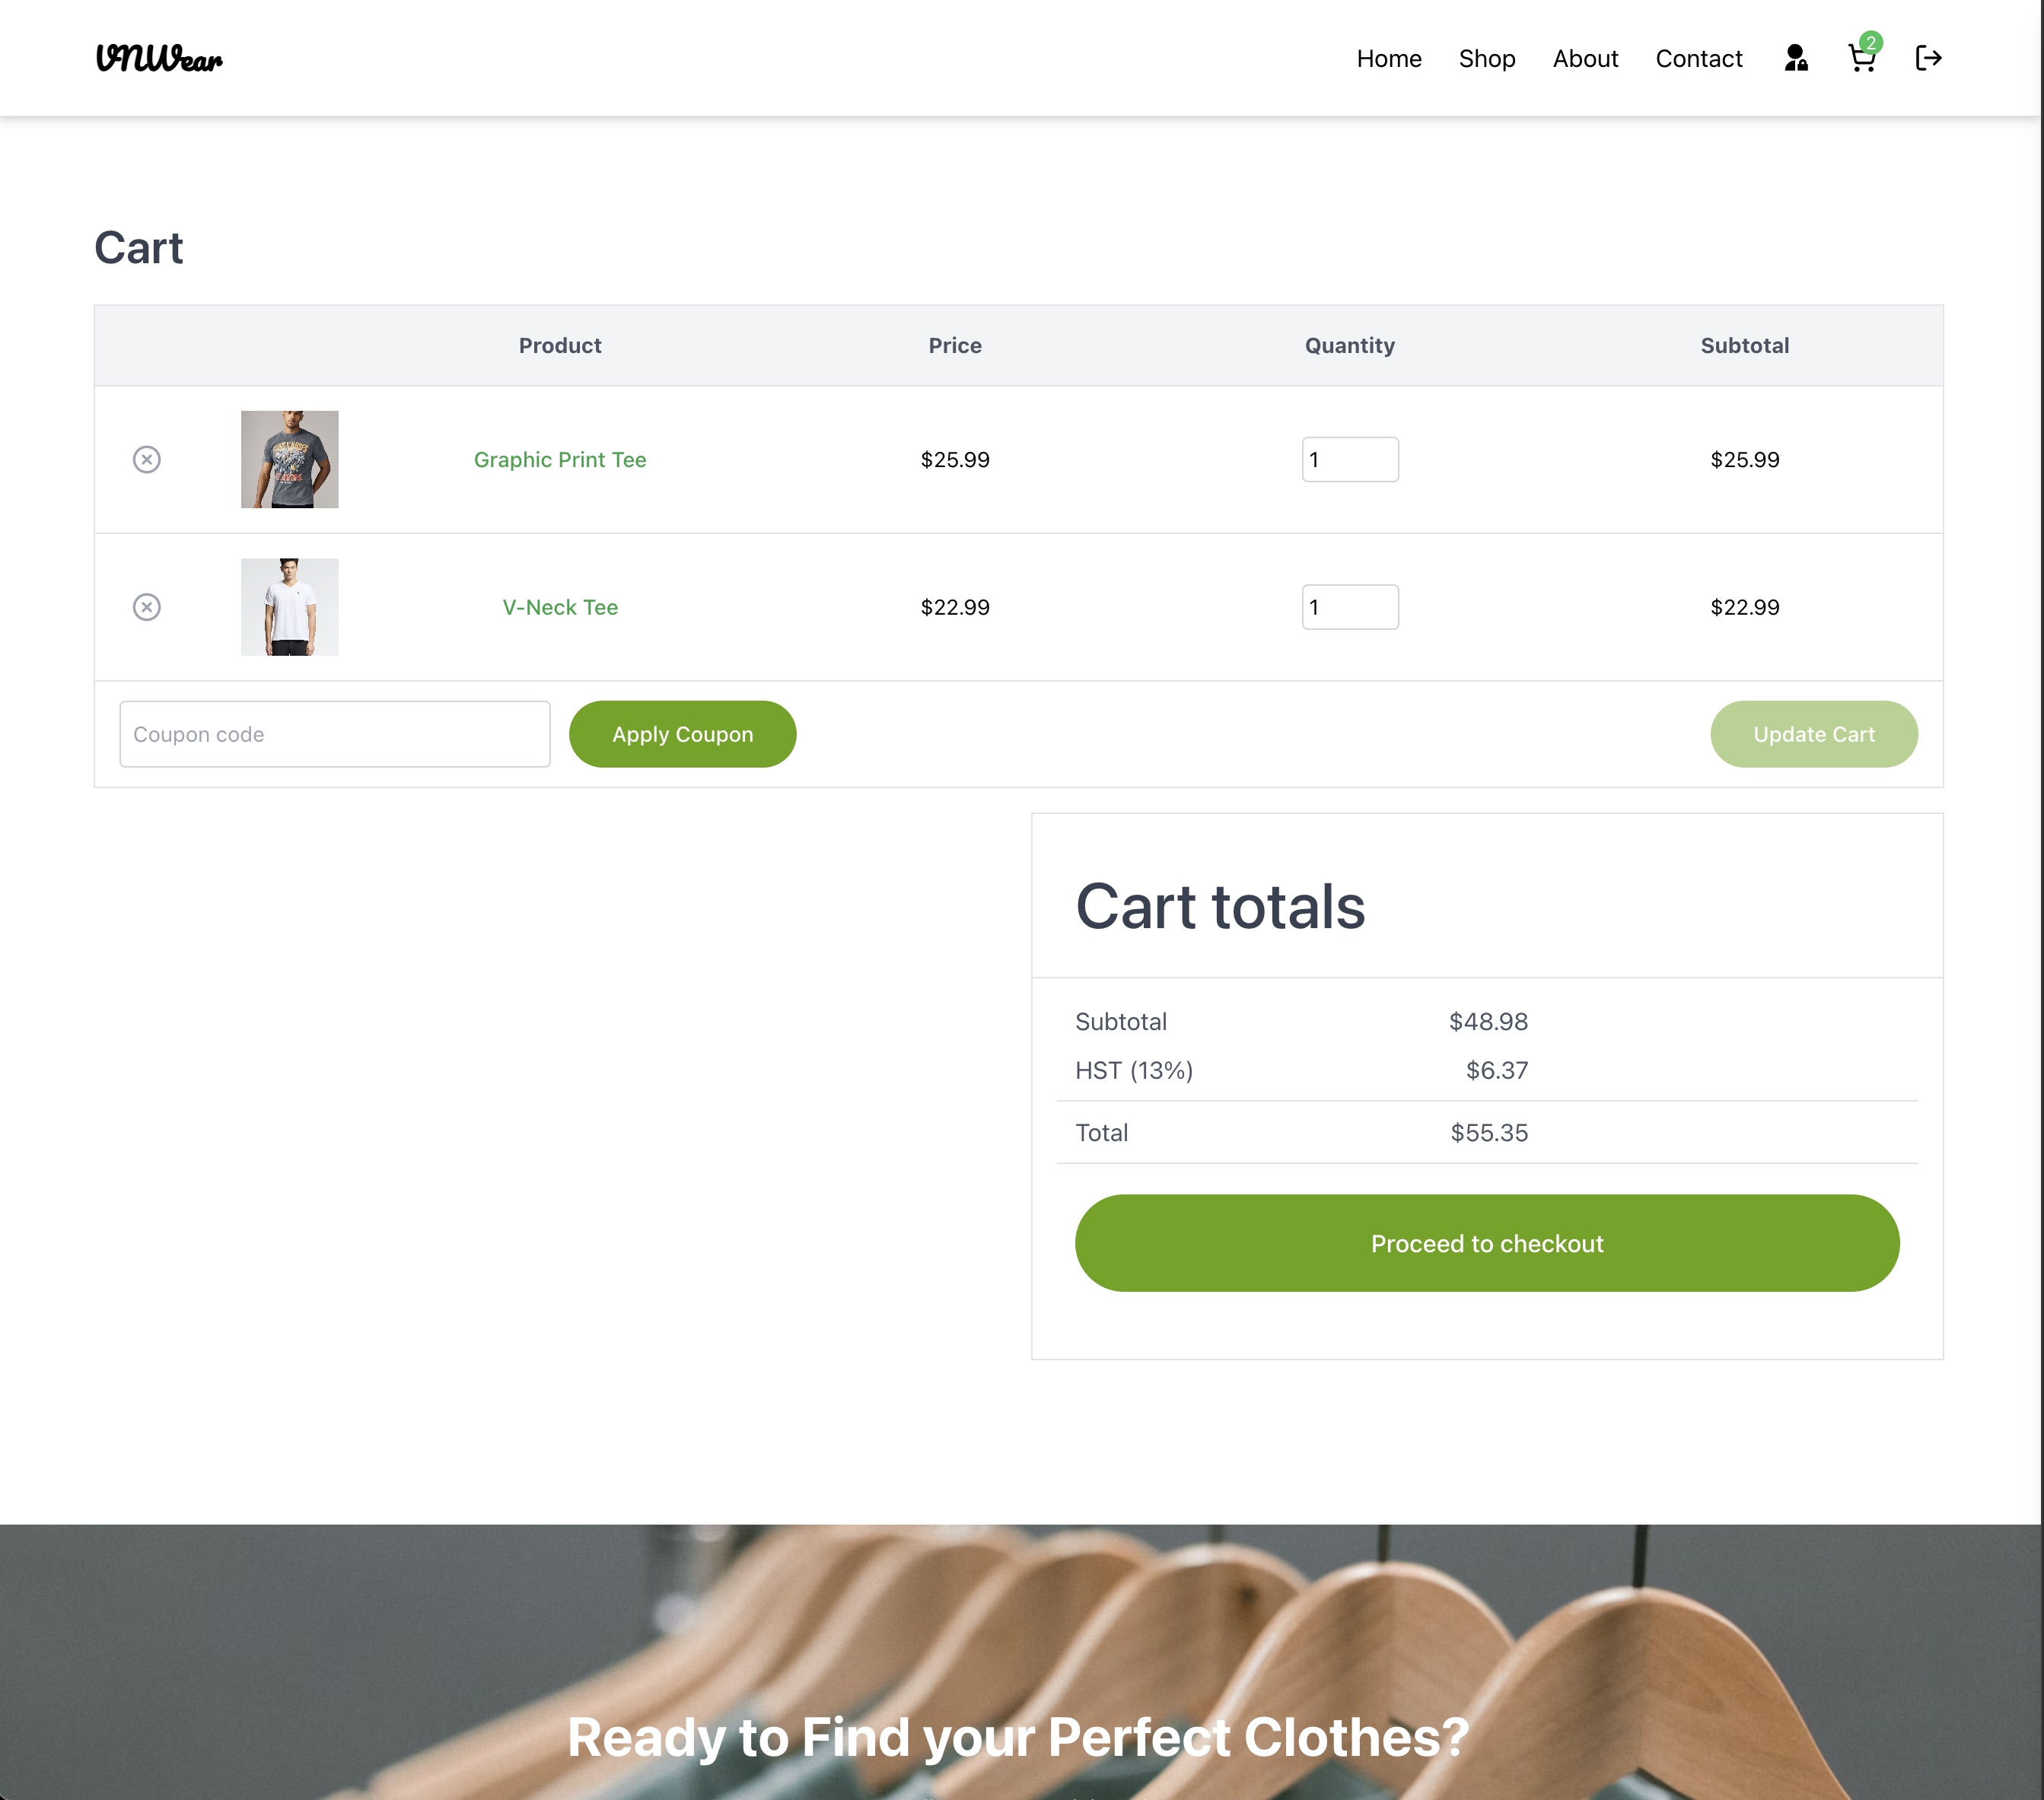 VNWear
Home Shop About Contact 2
Cart
Product Price Quantity Subtotal
Graphic Print Tee $25.99 1 $25.99
V-Neck Tee $22.99 1 $22.99
Coupon code Apply Coupon Update Cart
Cart totals
Subtotal $48.98
HST (13%) $6.37
Total $55.35
Proceed to checkout
Ready to Find your Perfect Clothes?